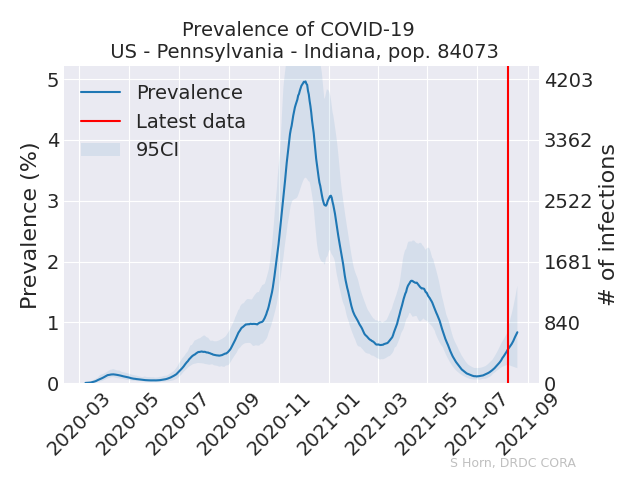 Prevalence of COVID-19
US - Pennsylvania - Indiana, pop. 84073
Prevalence
Latest data
95CI
Prevalence (%)
5
4
3
2
1
0
4203
3362
2522
1681
840
0
# of infections
2020-03
2020-05
2020-07
2020-09
2020-11
2021-01
2021-03
2021-05
2021-07
2021-09
S Horn, DRDC CORA